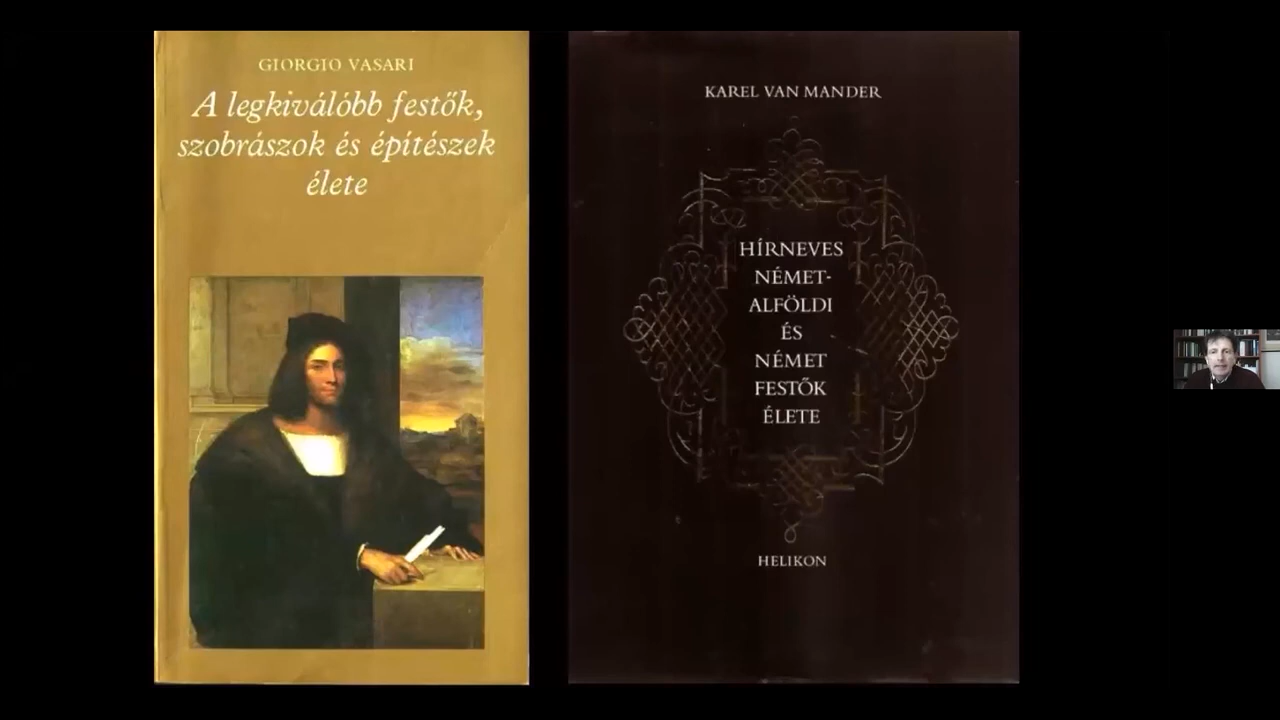 GIORGIO VASARI
A legkiválóbb festők,
szobrászok és építészek
élete
KAREL VAN MANDER
HÍRNEVES
NÉMET-
ALFÖLDI
ÉS
NÉMET
FESTŐK
ÉLETE
HELIKON